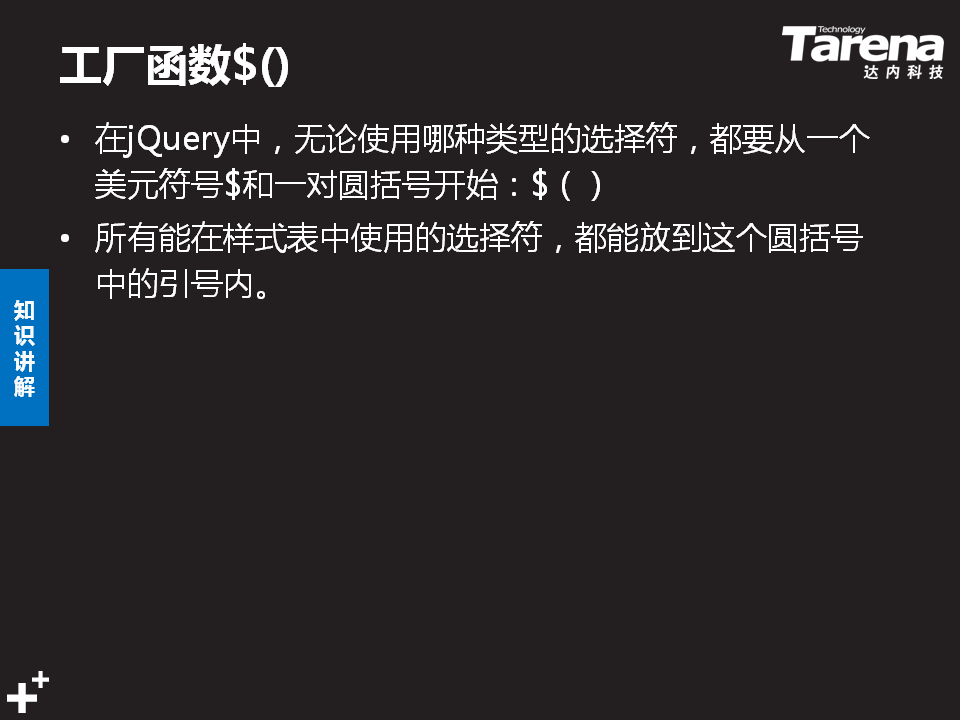 工厂函数$()
Technology
Tarena
达内科技
• 在jQuery中，无论使用哪种类型的选择符，都要从一个
美元符号$和一对圆括号开始：$（）
• 所有能在样式表中使用的选择符，都能放到这个圆括号
中的引号内。
知
识
讲
解